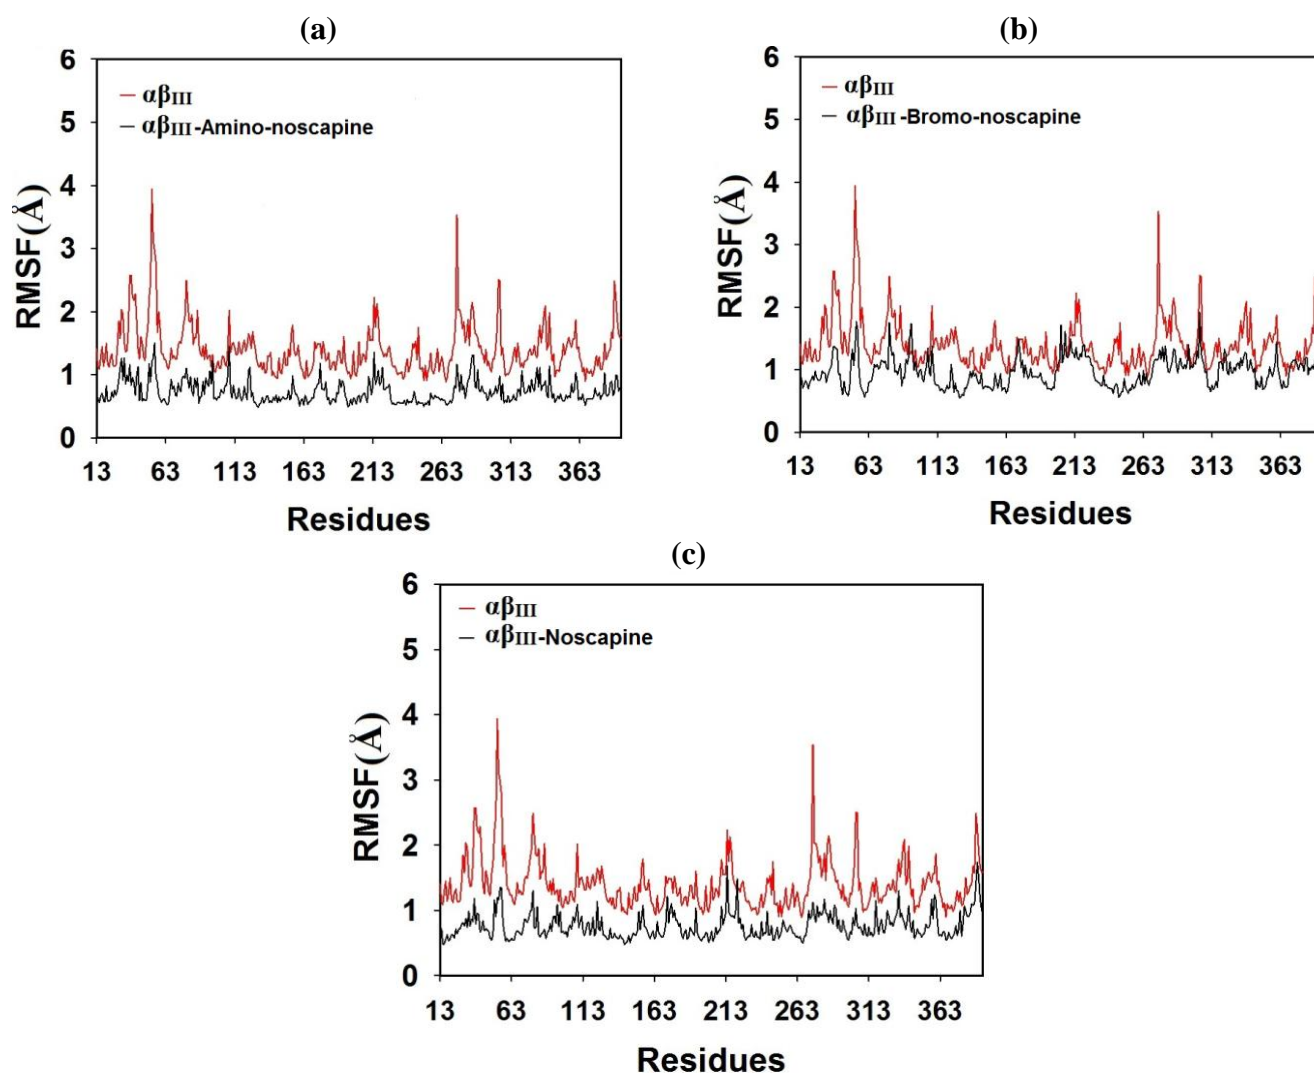 (a)
6
5
4
3
2
1
0
RMSF(Å)
αβIII
αβIII-Amino-noscapine
13 63 113 163 213 263 313 363
Residues
(b)
6
5
4
3
2
1
0
RMSF(Å)
αβIII
αβIII-Bromo-noscapine
13 63 113 163 213 263 313 363
Residues
(c)
6
5
4
3
2
1
0
RMSF(Å)
αβIII
αβIII-Noscapine
13 63 113 163 213 263 313 363
Residues